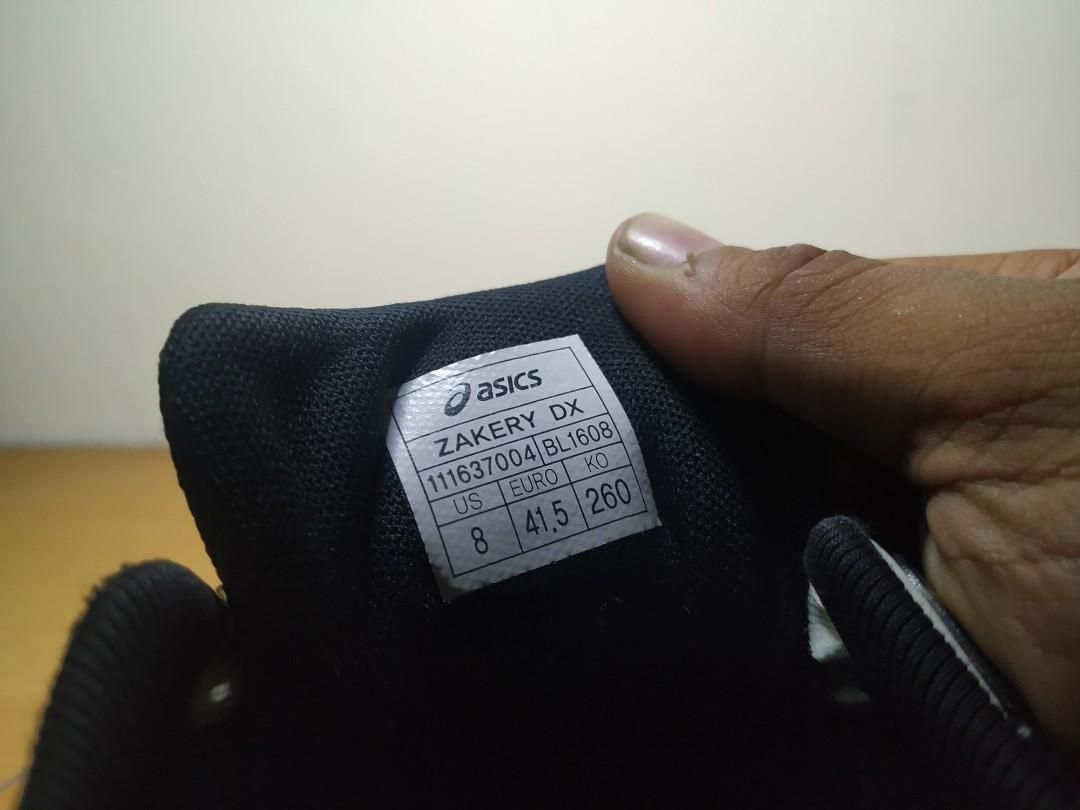 asics
ZAKERY DX
111637004 BL1608
US EURO KO
8 41.5 260